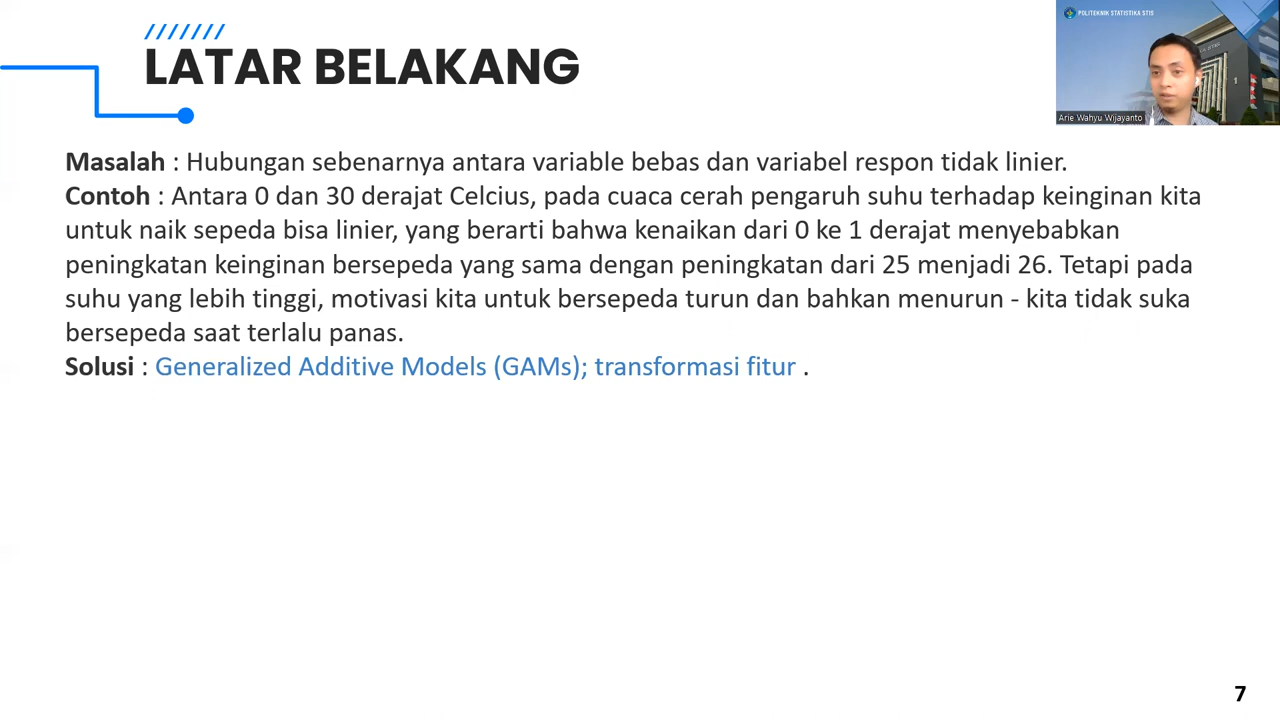 LATAR BELAKANG
POLITEKNIK STATISTIKA STIS
Arie Wahyu Wijayanto
Masalah : Hubungan sebenarnya antara variable bebas dan variabel respon tidak linier.
Contoh : Antara 0 dan 30 derajat Celcius, pada cuaca cerah pengaruh suhu terhadap keinginan kita
untuk naik sepeda bisa linier, yang berarti bahwa kenaikan dari 0 ke 1 derajat menyebabkan
peningkatan keinginan bersepeda yang sama dengan peningkatan dari 25 menjadi 26. Tetapi pada
suhu yang lebih tinggi, motivasi kita untuk bersepeda turun dan bahkan menurun - kita tidak suka
bersepeda saat terlalu panas.
Solusi : Generalized Additive Models (GAMs); transformasi fitur .
7